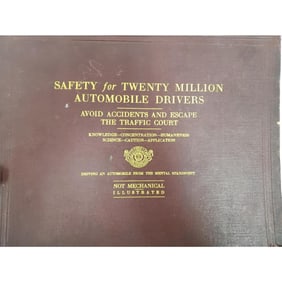 SAFETY for TWENTY MILLION
AUTOMOBILE DRIVERS
AVOID ACCIDENTS AND ESCAPE
THE TRAFFIC COURT
KNOWLEDGE—CONCENTRATION—HUMANENESS
SCIENCE—CAUTION—APPLICATION
DRIVING AN AUTOMOBILE FROM THE MENTAL STANDPOINT
NOT MECHANICAL
ILLUSTRATED